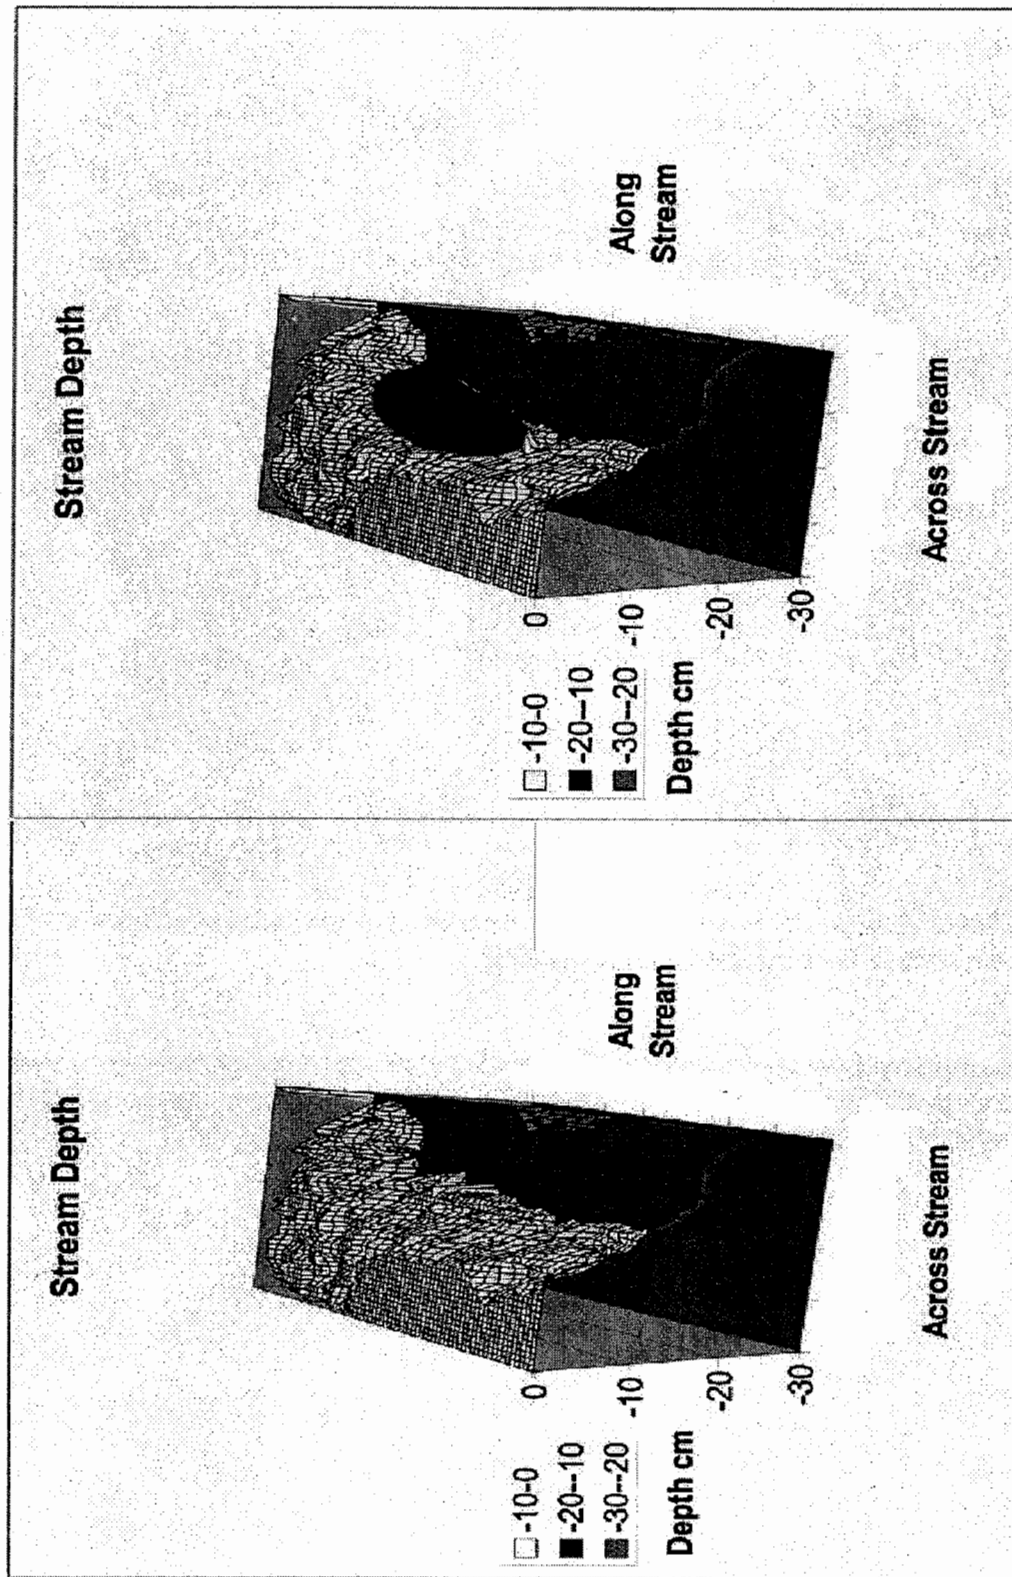 Stream Depth
0
-10
-20
-30
□ -10-0
■ -20--10
■ -30--20
Depth cm
Across Stream
Along
Stream
Stream Depth
0
-10
-20
-30
□ -10-0
■ -20--10
■ -30--20
Depth cm
Across Stream
Along
Stream